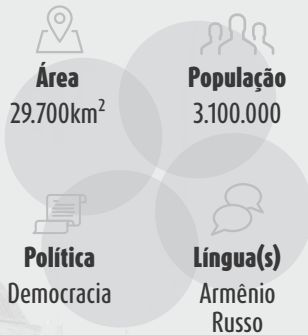 Área
29.700km²
População
3.100.000
Política
Democracia
Língua(s)
Armênio
Russo